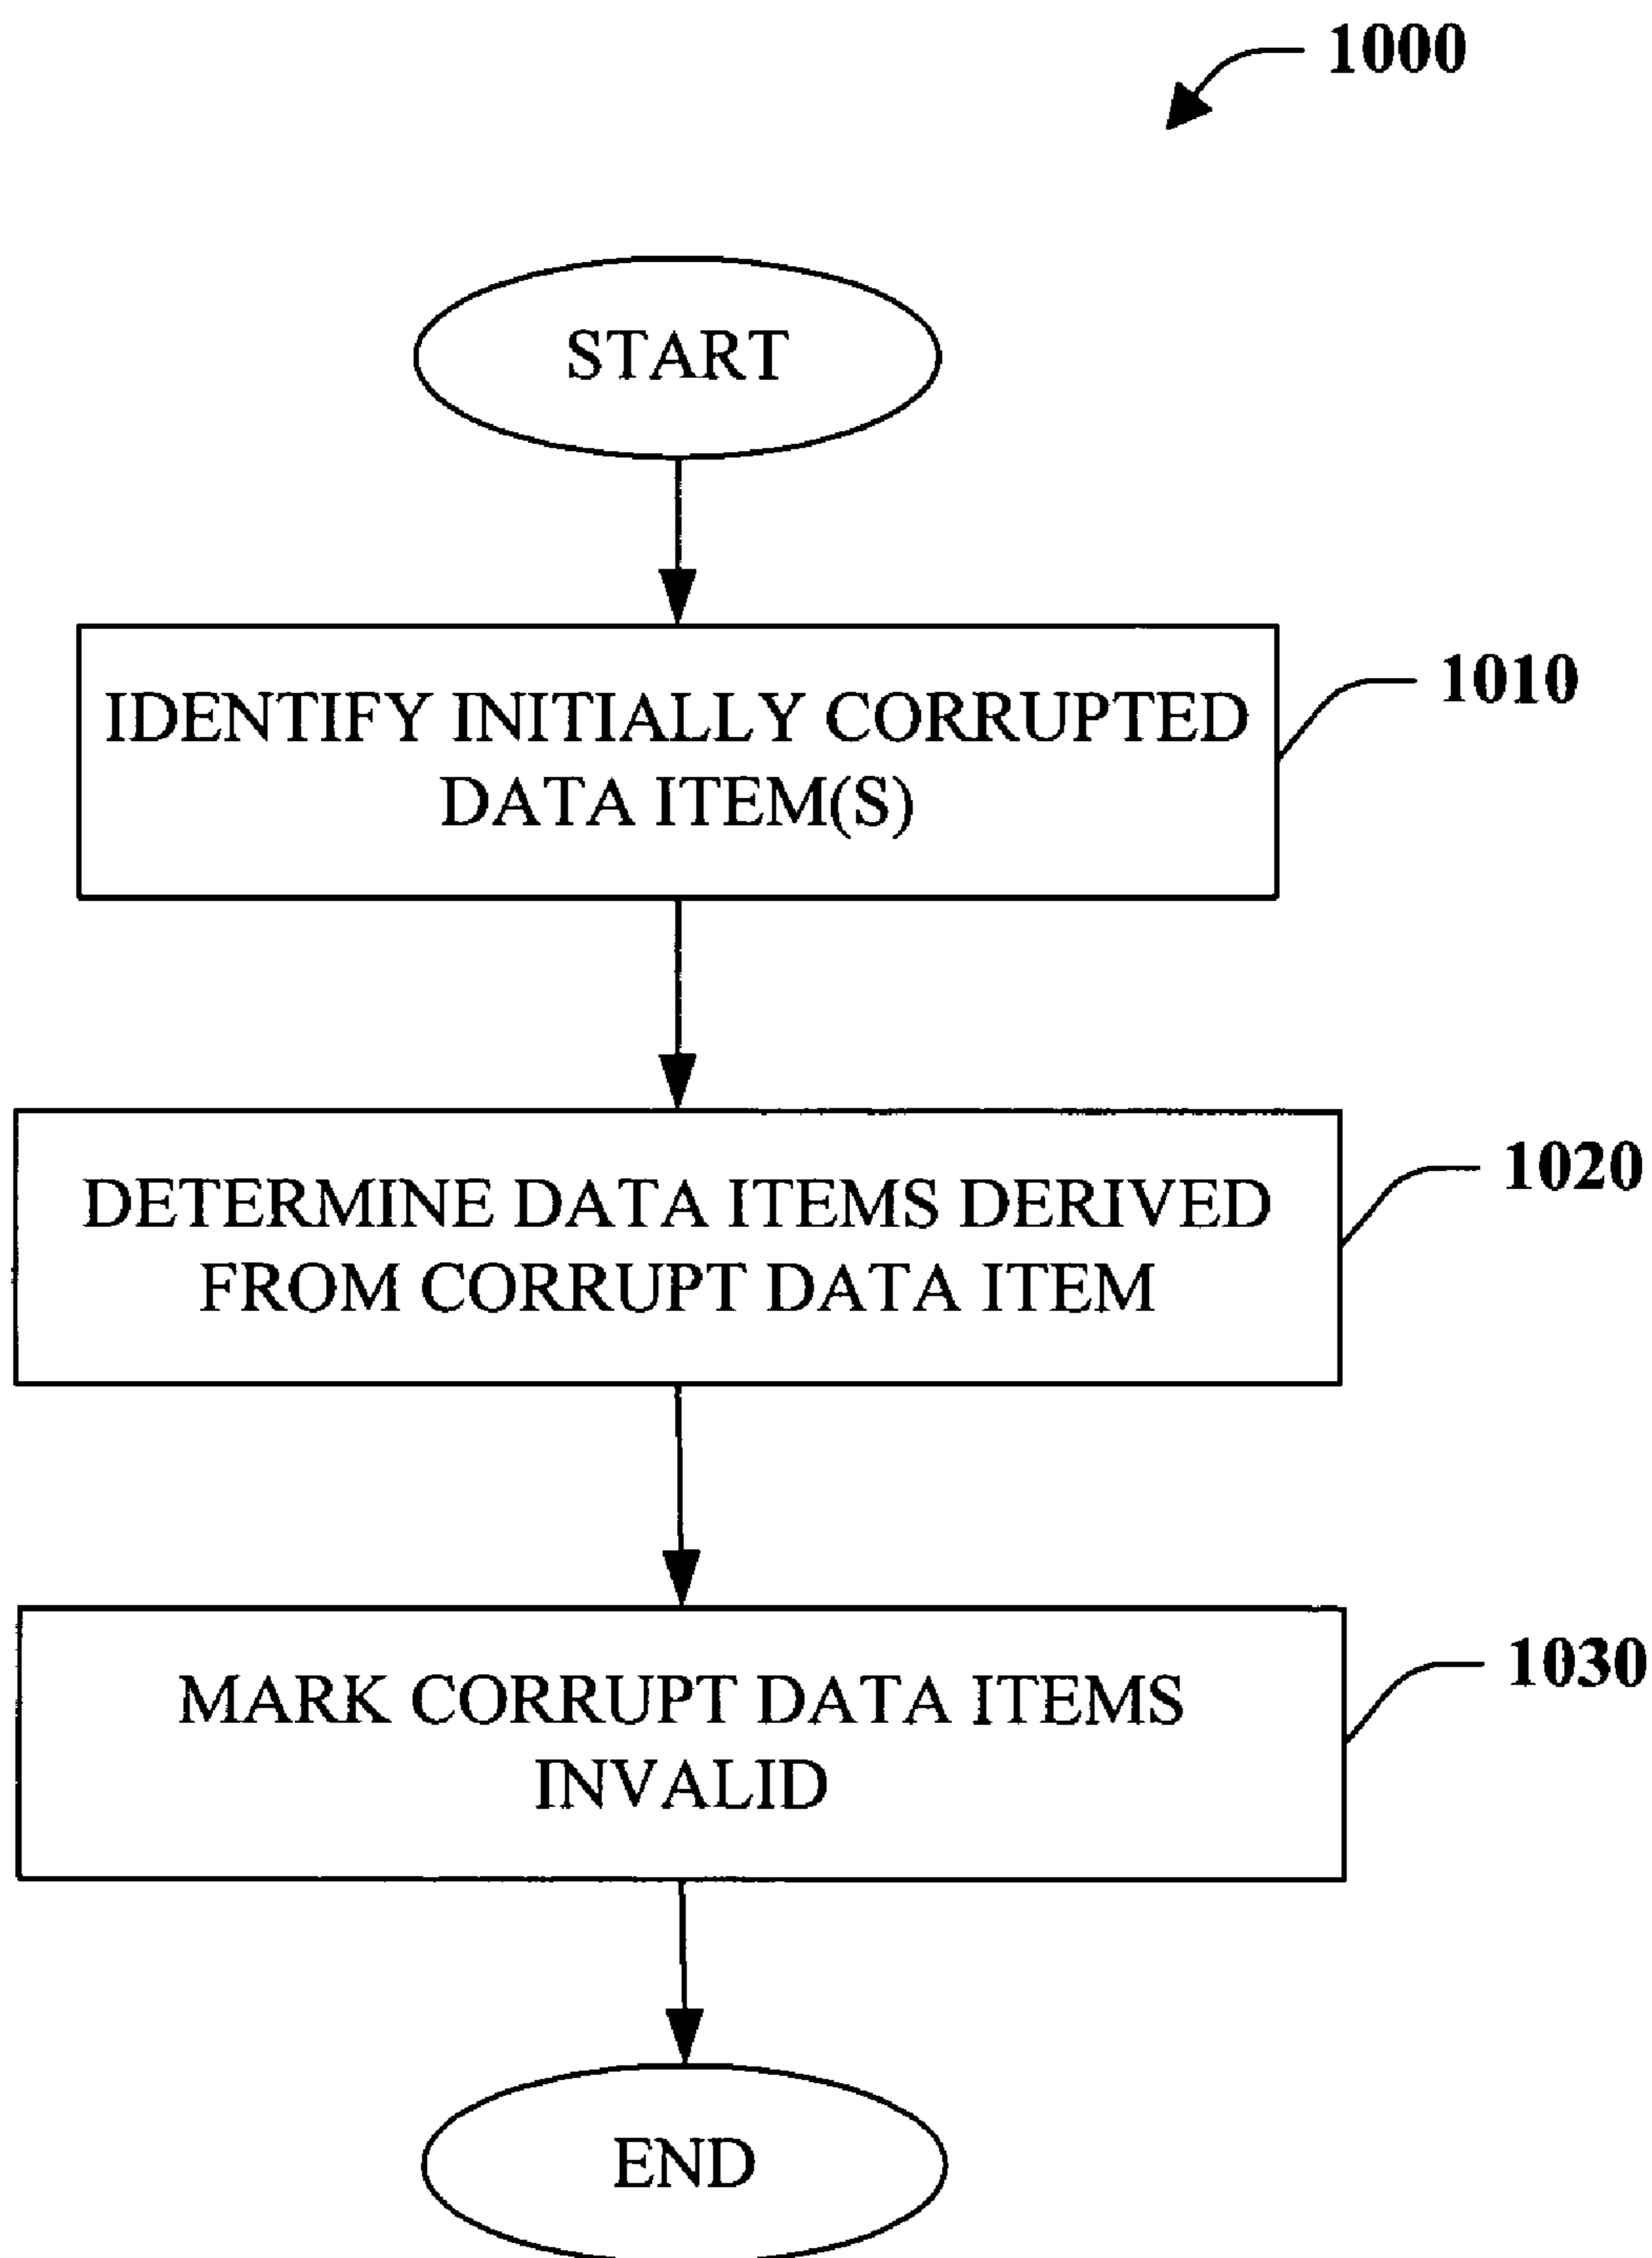 1000
START
IDENTIFY INITIALLY CORRUPTED
DATA ITEM(S)
1010
DETERMINE DATA ITEMS DERIVED
FROM CORRUPT DATA ITEM
1020
MARK CORRUPT DATA ITEMS
INVALID
1030
END